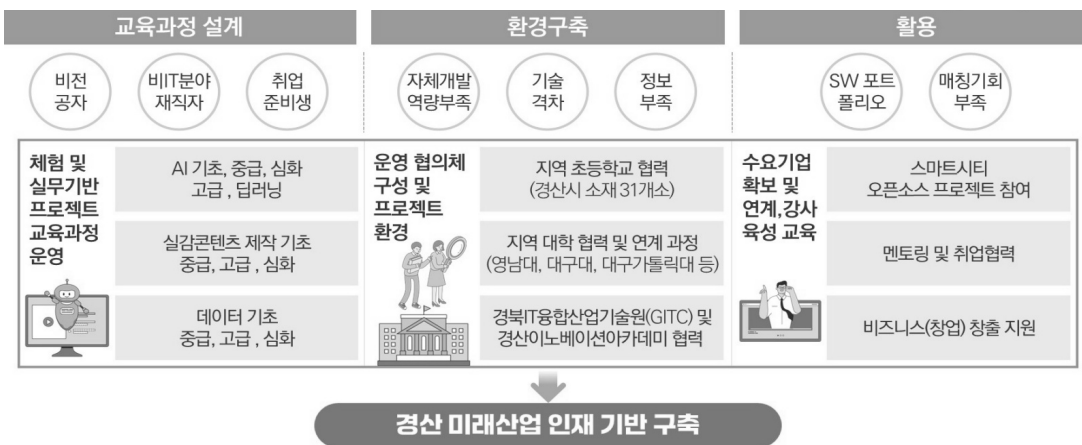 교육과정 설계
비전
공자
비IT분야
재직자
취업
준비생
체험 및
실무기반
프로젝트
교육과정
운영
AI 기초, 중급, 심화
고급 , 딥러닝
실감콘텐츠 제작 기초
중급, 고급 , 심화
데이터 기초
중급, 고급 , 심화
환경구축
자체개발
역량부족
기술
격차
정보
부족
운영 협의체
구성 및
프로젝트
환경
지역 초등학교 협력
(경산시 소재 31개소)
지역 대학 협력 및 연계 과정
(영남대, 대구대, 대구가톨릭대 등)
경북IT융합산업기술원(GITC) 및
경산이노베이션아카데미 협력
활용
SW 포트
폴리오
매칭기회
부족
수요기업
확보 및
연계,강사
육성 교육
스마트시티
오픈소스 프로젝트 참여
멘토링 및 취업협력
비즈니스(창업) 창출 지원
경산 미래산업 인재 기반 구축